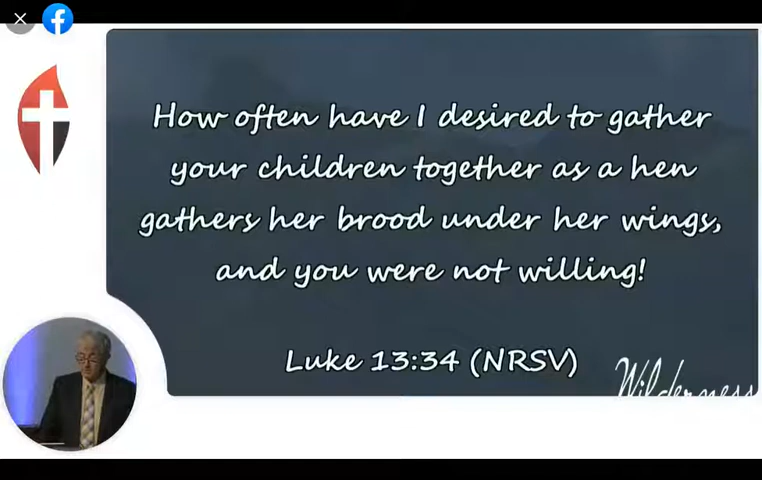 How often have I desired to gather
your children together as a hen
gathers her brood under her wings,
and you were not willing!
Luke 13:34 (NRSV)
Wilderness